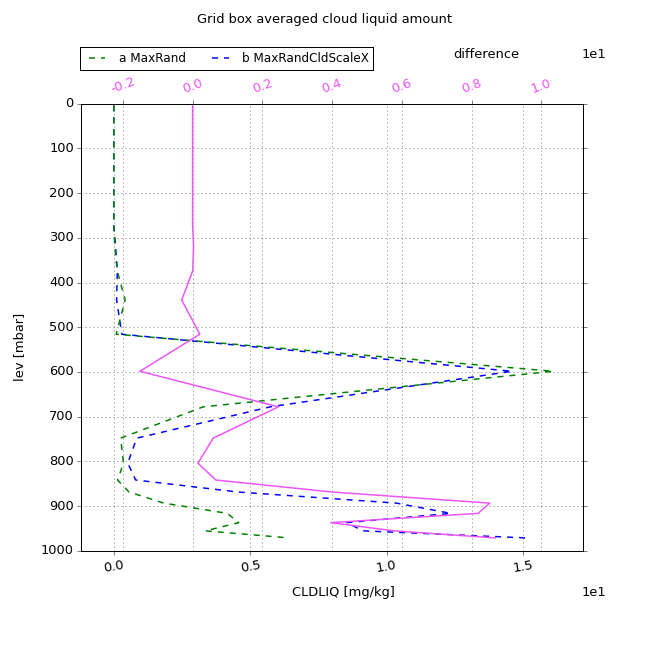 Grid box averaged cloud liquid amount
a MaxRand b MaxRandCldScaleX difference 1e1
-0.2 0.0 0.2 0.4 0.6 0.8 1.0
0
100
200
300
400
500
600
700
800
900
1000
lev [mbar]
0.0 0.5 1.0 1.5
CLDLIQ [mg/kg] 1e1